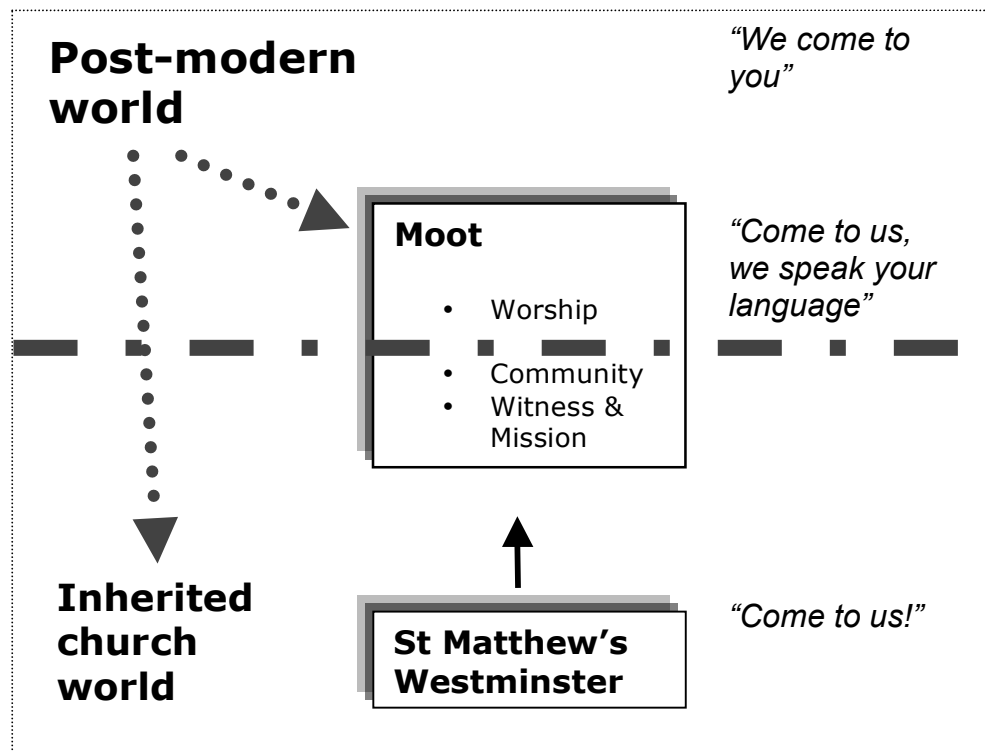 Post-modern
world
“We come to
you”
Moot
• Worship
• Community
• Witness &
Mission
“Come to us,
we speak your
language”
Inherited
church
world
St Matthew’s
Westminster
“Come to us!”